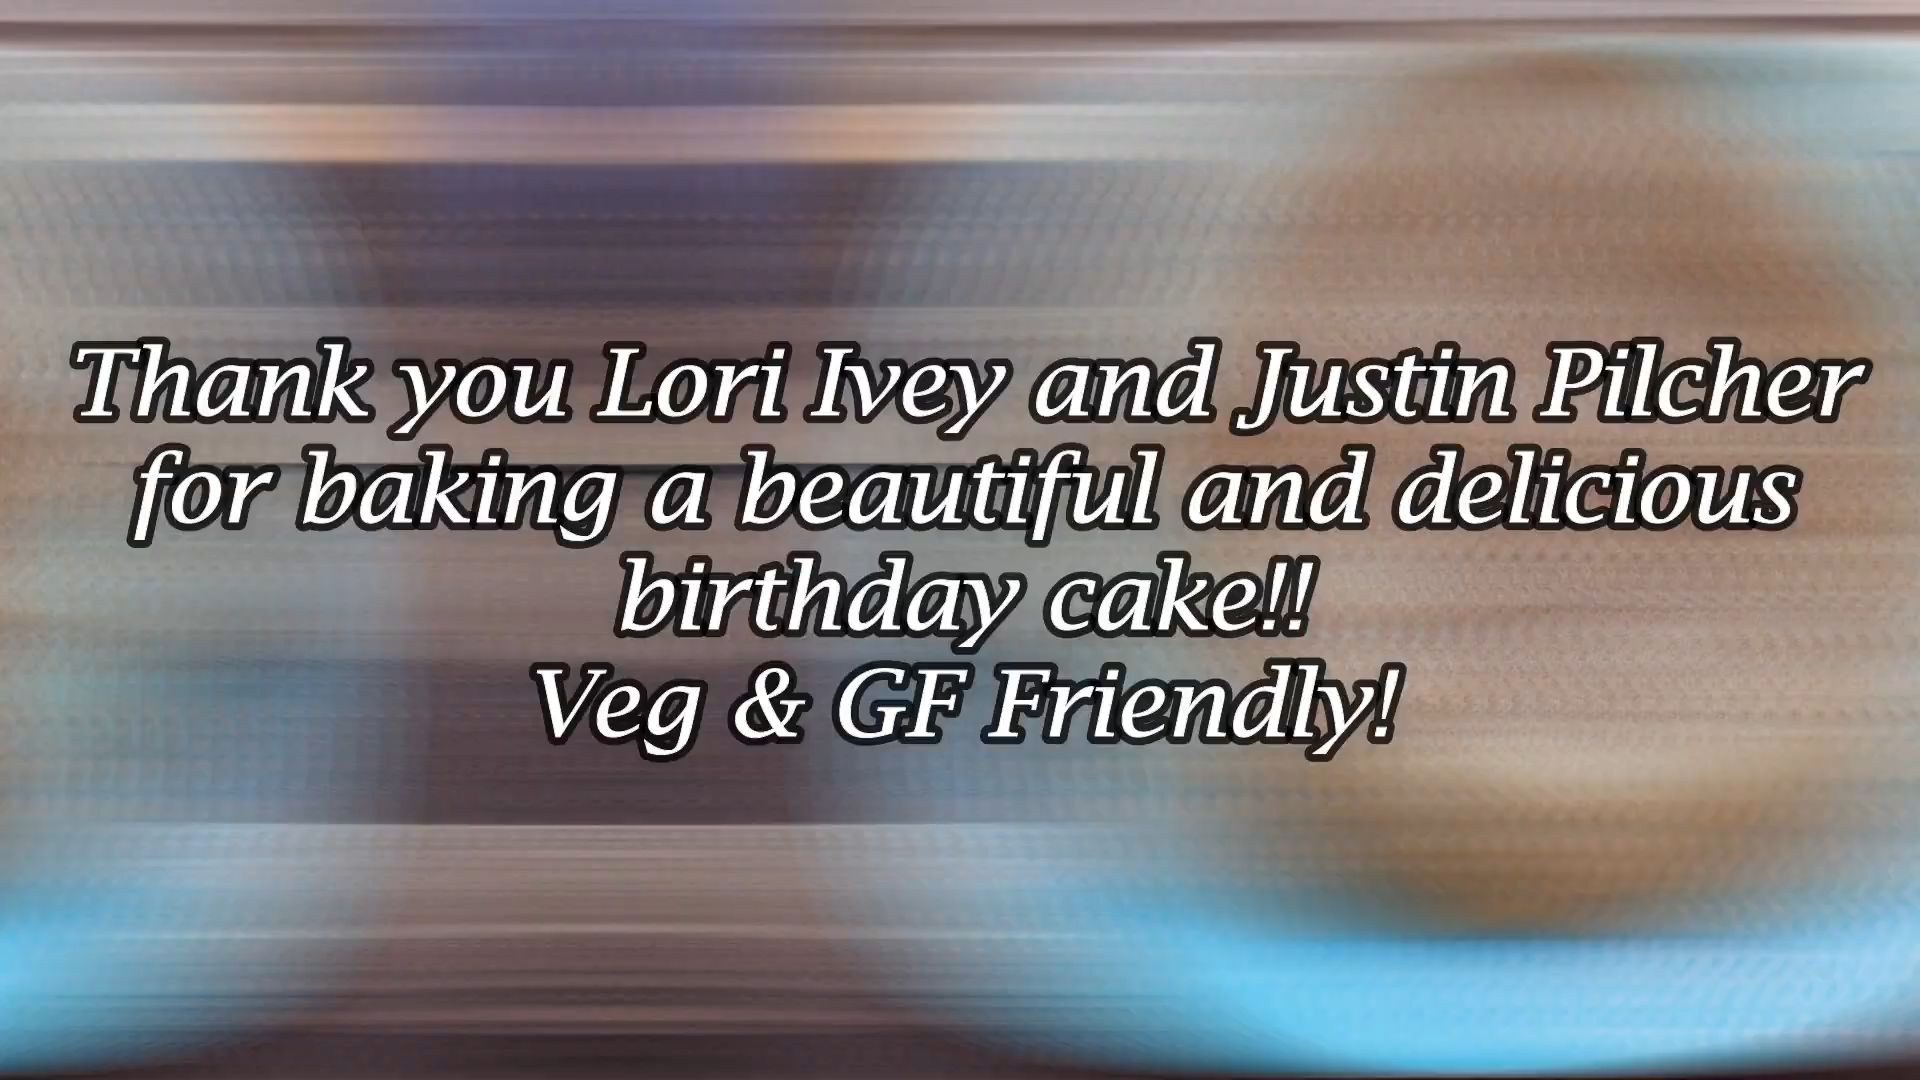 Thank you Lori Ivey and Justin Pilcher
for baking a beautiful and delicious
birthday cake!!
Veg & GF Friendly!